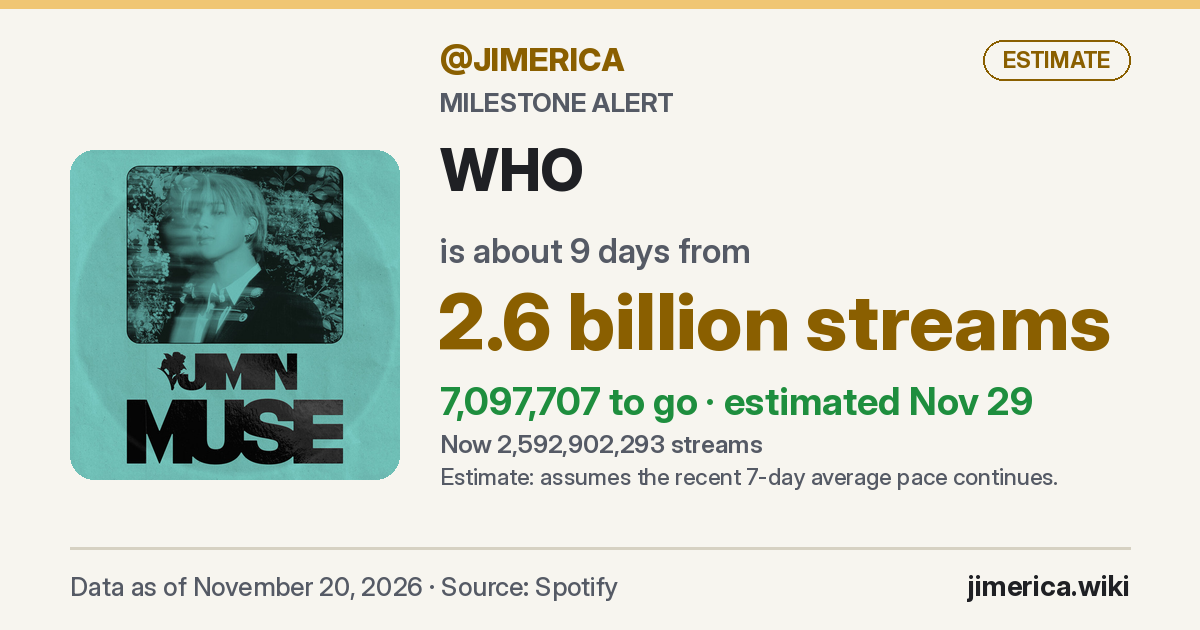 @JIMERICA
ESTIMATE
MILESTONE ALERT
WHO
is about 9 days from
2.6 billion streams
7,097,707 to go · estimated Nov 29
Now 2,592,902,293 streams
Estimate: assumes the recent 7-day average pace continues.
JIMIN
MUSE
Data as of November 20, 2026 · Source: Spotify
jimerica.wiki